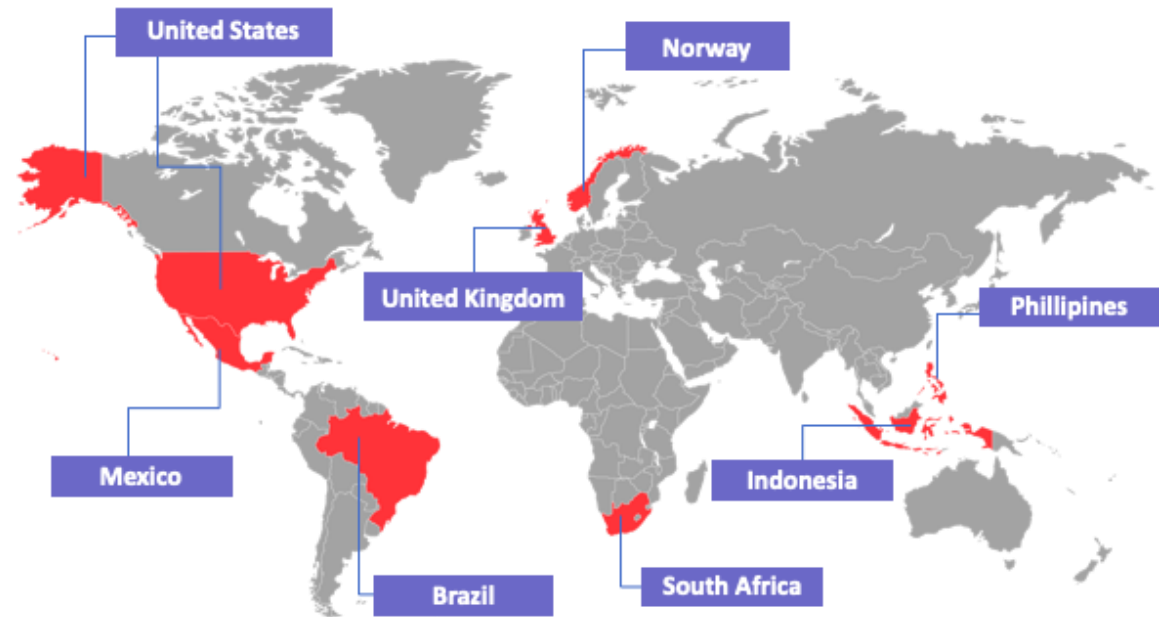 United States
Norway
United Kingdom
Phillipines
Mexico
Indonesia
Brazil
South Africa